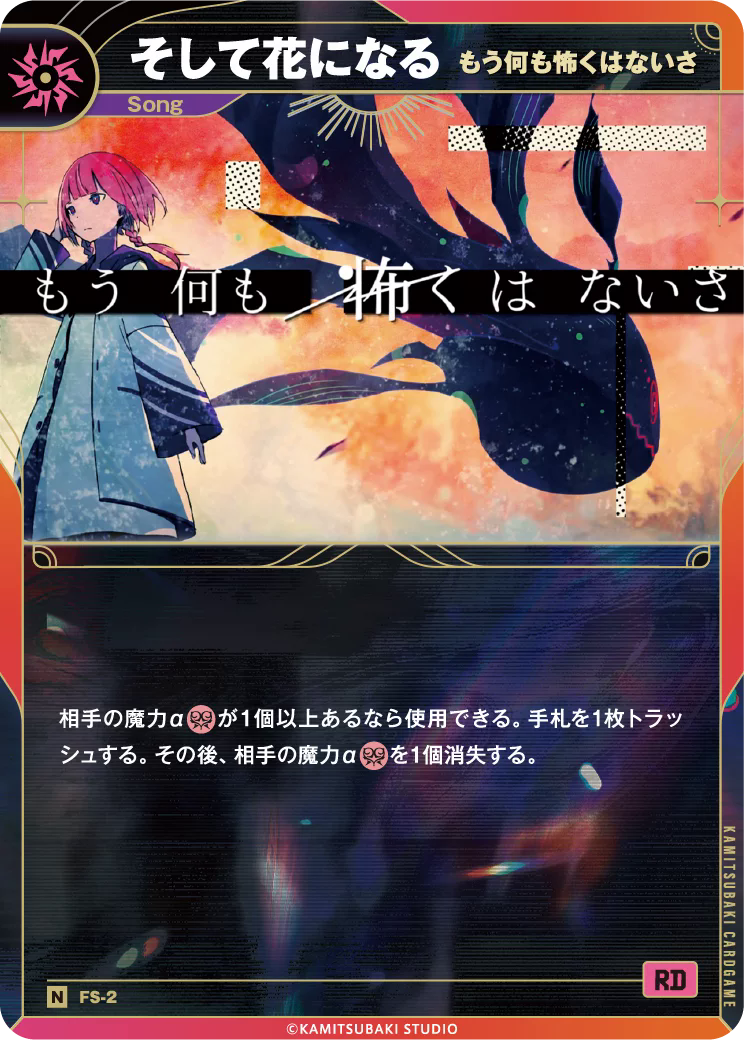 そして花になる もう何も怖くはないさ
Song
もう 何も 怖くは ないさ
相手の魔力αが1個以上あるなら使用できる。手札を1枚トラッ
シュする。その後、相手の魔力αを1個消失する。
KAMITSUBAKI CARDGAME
N FS-2
RD
©KAMITSUBAKI STUDIO